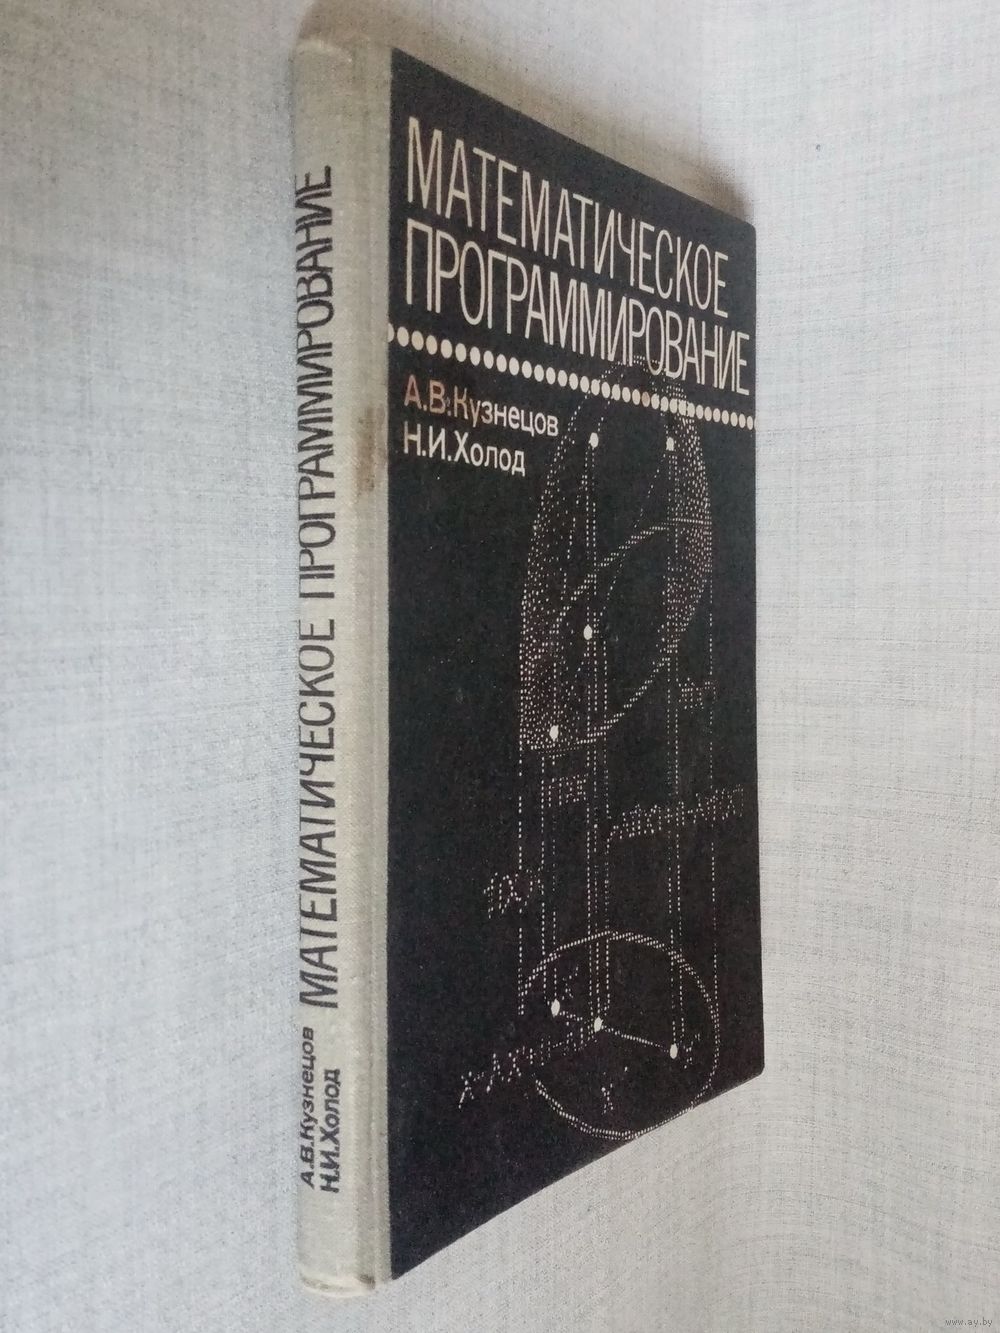 МАТЕМАТИЧЕСКОЕ
ПРОГРАММИРОВАНИЕ
А.В.Кузнецов
Н.И.Холод
А.В.Кузнецов
Н.И.Холод
МАТЕМАТИЧЕСКОЕ ПРОГРАММИРОВАНИЕ
www.ay.by